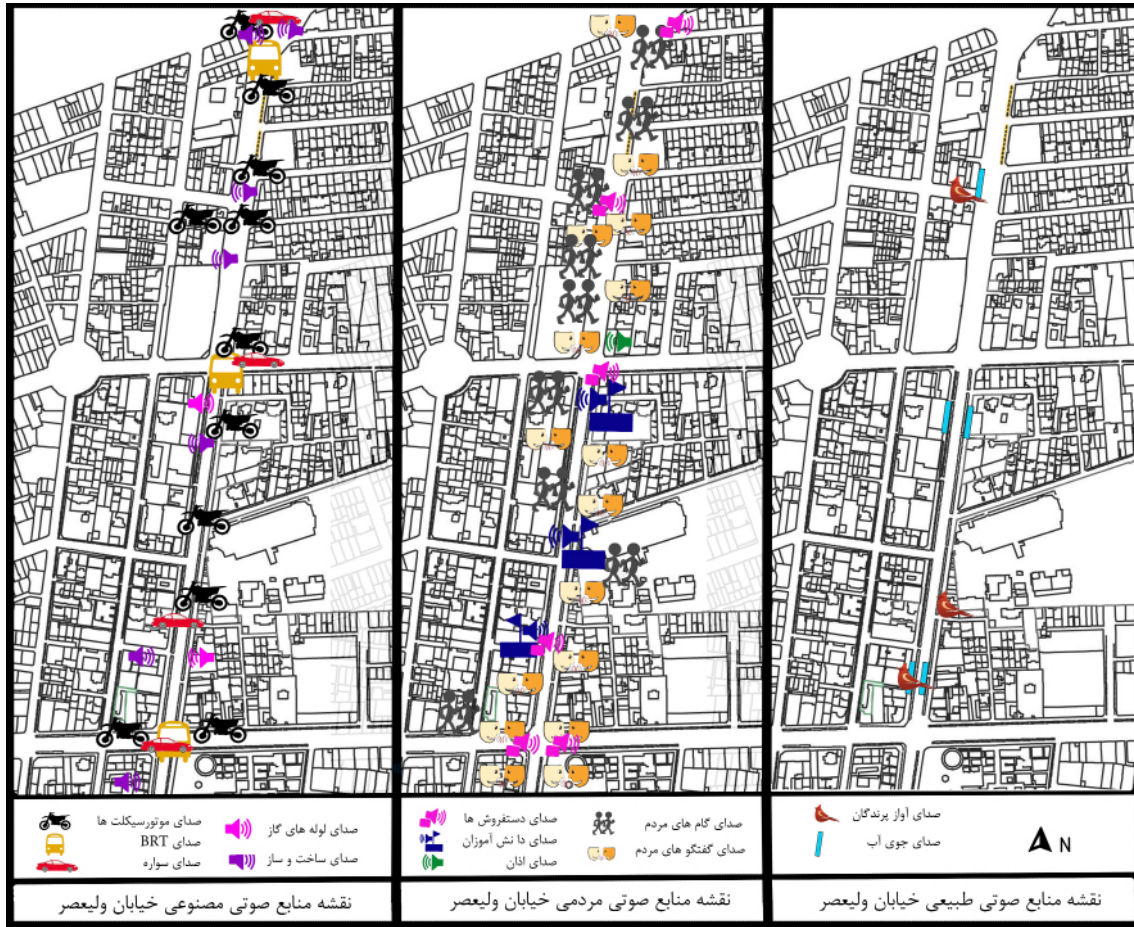 صدای موتورسیکلت ها
صدای BRT
صدای سواره
صدای لوله های گاز
صدای ساخت و ساز
نقشه منابع صوتی مصنوعی خیابان ولیعصر
صدای دستفروش ها
صدای دانش آموزان
صدای اذان
صدای گام های مردم
صدای گفتگو های مردم
نقشه منابع صوتی مردمی خیابان ولیعصر
صدای آواز پرندگان
صدای جوی آب
N
نقشه منابع صوتی طبیعی خیابان ولیعصر